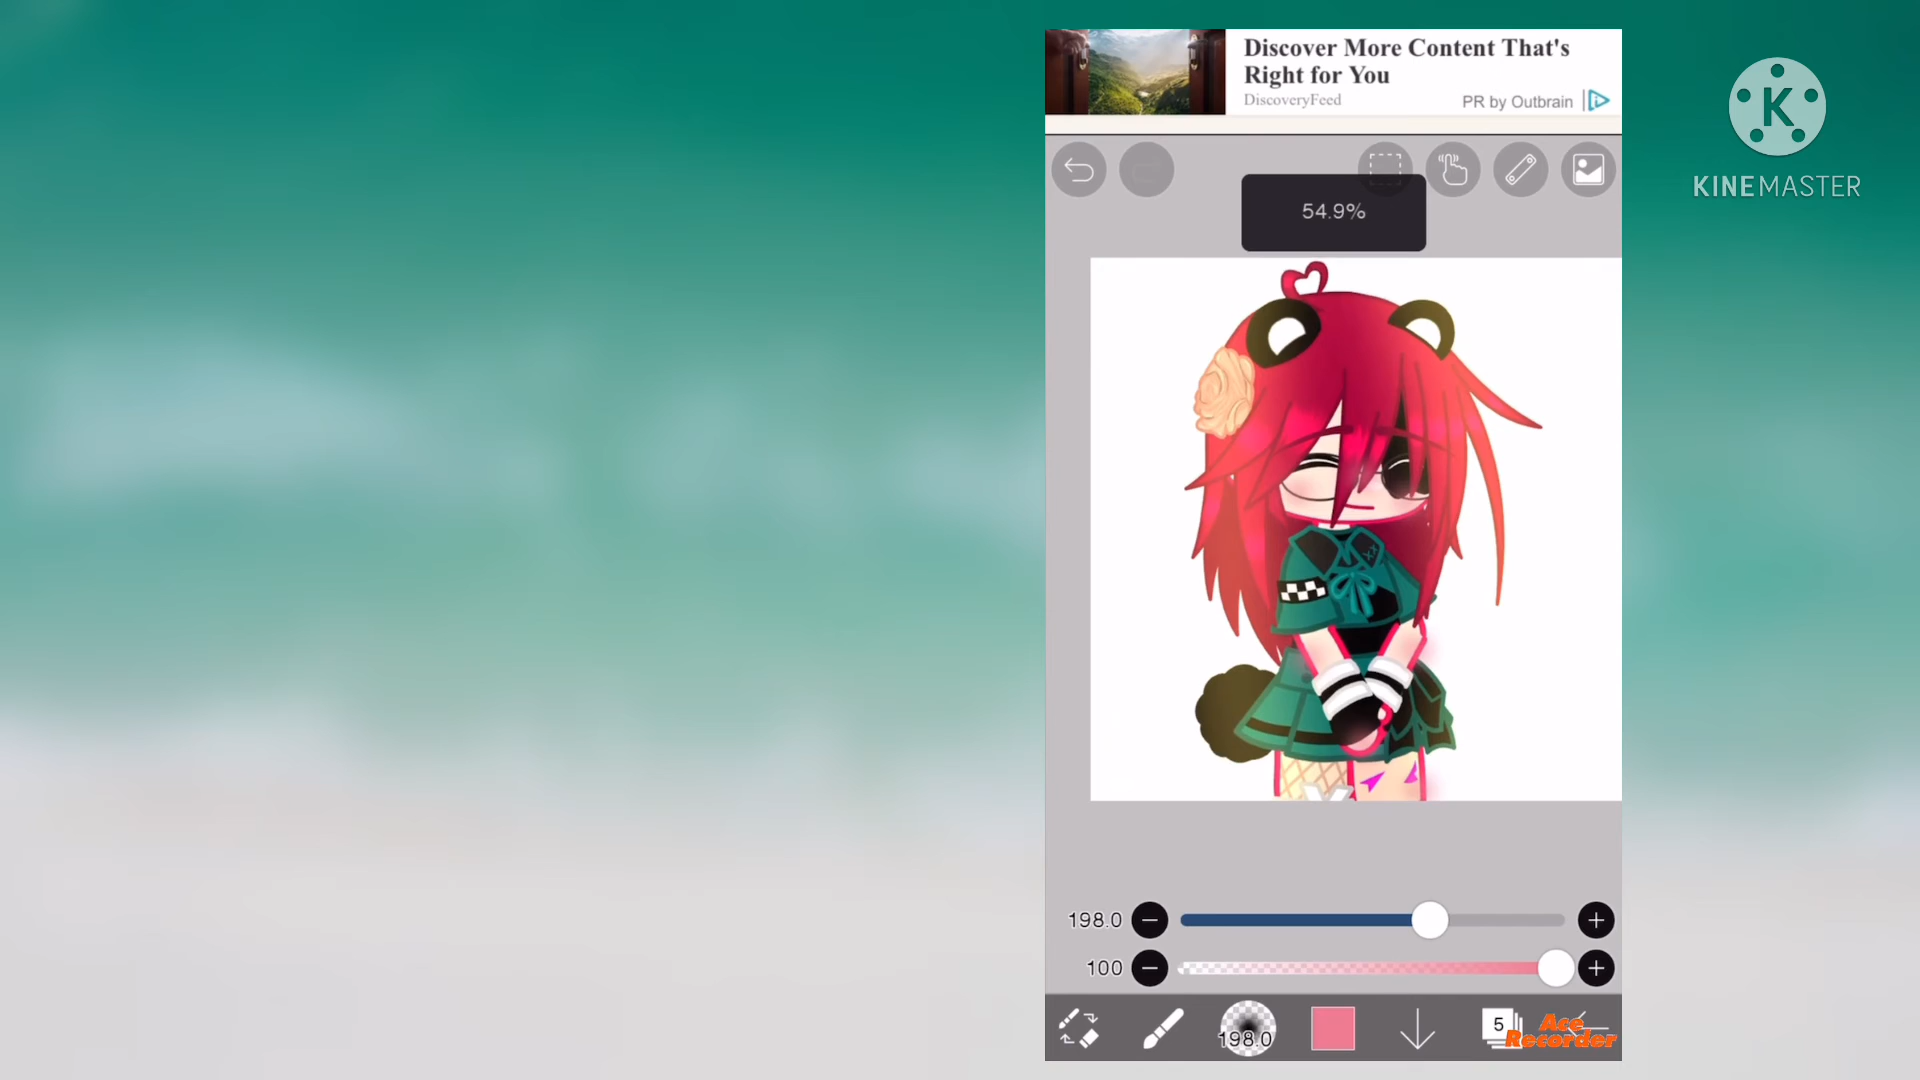 Discover More Content That's
Right for You
DiscoveryFeed
PR by Outbrain
K
KINEMASTER
54.9%
XX
198.0
100
198.0
5
Ace
Recorder